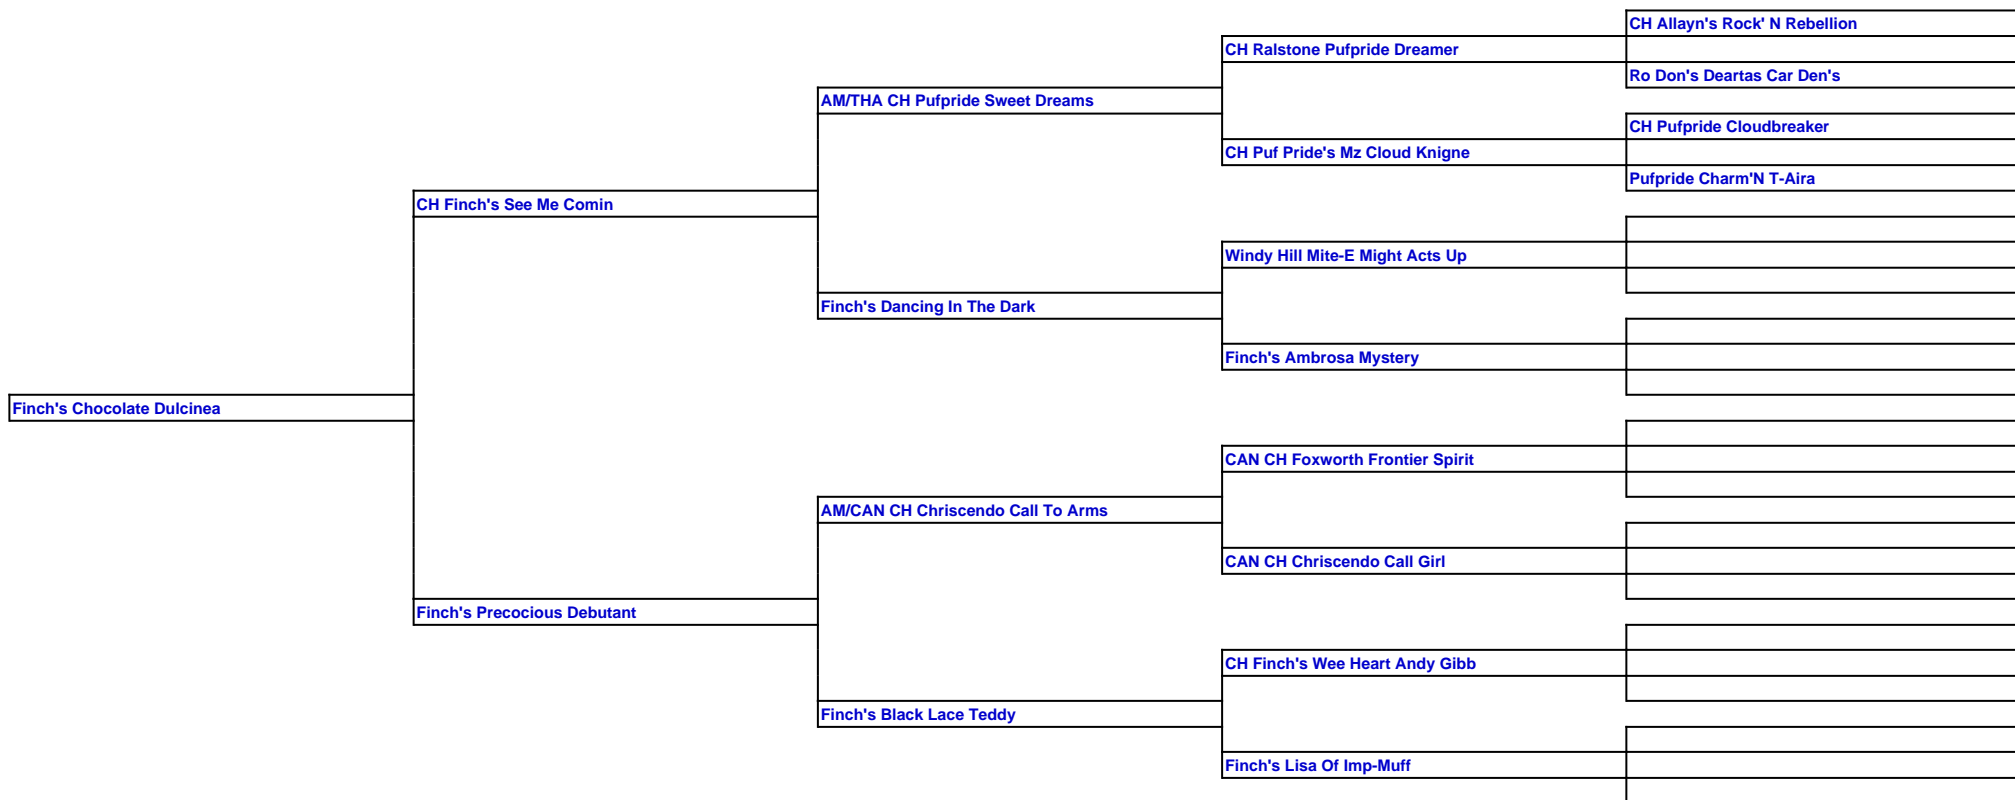 CH Allayn's Rock' N Rebellion
CH Ralstone Pufpride Dreamer
Ro Don's Deartas Car Den's
AM/THA CH Pufpride Sweet Dreams
CH Pufpride Cloudbreaker
CH Puf Pride's Mz Cloud Knigne
Pufpride Charm'N T-Aira
CH Finch's See Me Comin
Windy Hill Mite-E Might Acts Up
Finch's Dancing In The Dark
Finch's Ambrosa Mystery
Finch's Chocolate Dulcinea
CAN CH Foxworth Frontier Spirit
AM/CAN CH Chriscendo Call To Arms
CAN CH Chriscendo Call Girl
Finch's Precocious Debutant
CH Finch's Wee Heart Andy Gibb
Finch's Black Lace Teddy
Finch's Lisa Of Imp-Muff